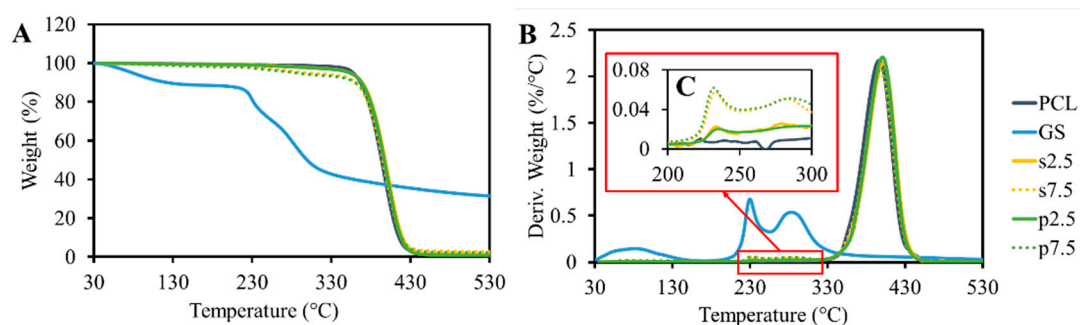 A
120
100
80
60
40
20
0
Weight (%)
30 130 230 330 430 530
Temperature (°C)
B
2.5
2
1.5
1
0.5
0
Deriv. Weight (%/°C)
C
0.08
0.04
0
200 250 300
30 130 230 330 430 530
Temperature (°C)
PCL
GS
s2.5
s7.5
p2.5
p7.5